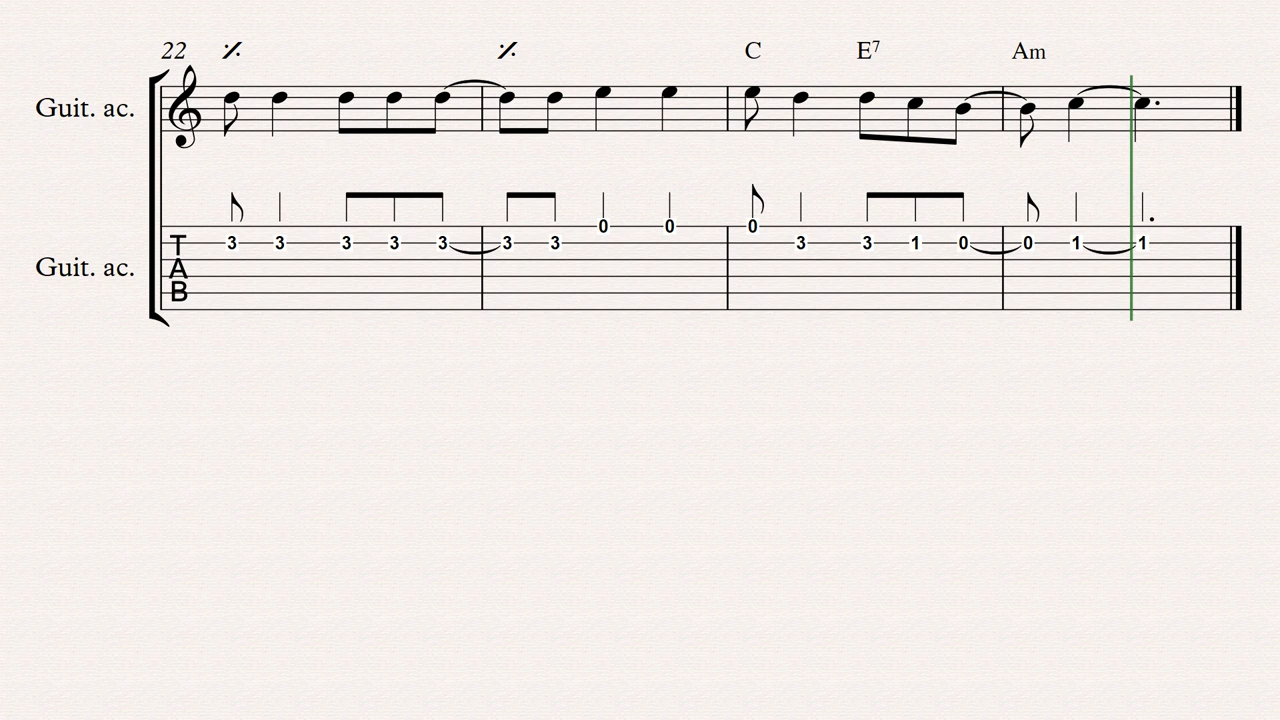 22 𝄎 𝄎 C E7 Am
Guit. ac.
0 0 0
T 3 3 3 3 3 3 3 3 3 1 0 0 1 1
Guit. ac. A
B